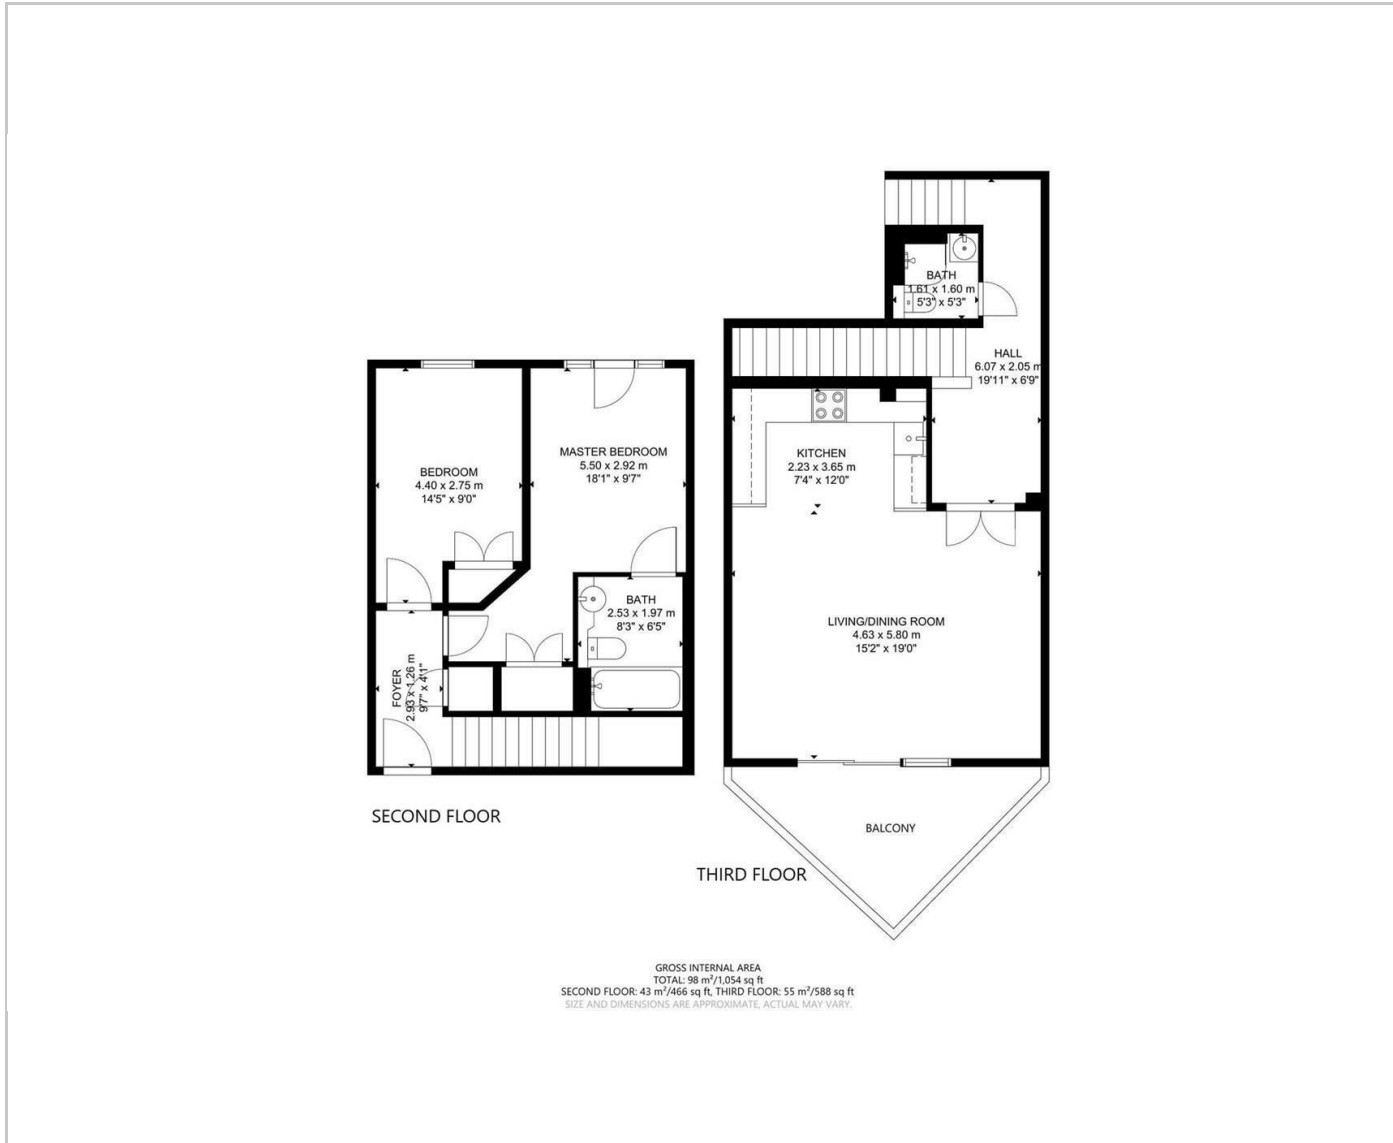 BATH
1.61 x 1.60 m
5'3" x 5'3"
HALL
6.07 x 2.05 m
19'11" x 6'9"
KITCHEN
2.23 x 3.65 m
7'4" x 12'0"
MASTER BEDROOM
5.50 x 2.92 m
18'1" x 9'7"
BEDROOM
4.40 x 2.75 m
14'5" x 9'0"
BATH
2.53 x 1.97 m
8'3" x 6'5"
LIVING/DINING ROOM
4.63 x 5.80 m
15'2" x 19'0"
FOYER
2.93 x 1.26 m
9'7" x 4'1"
SECOND FLOOR
BALCONY
THIRD FLOOR
GROSS INTERNAL AREA
TOTAL: 98 m²/1,054 sq ft
SECOND FLOOR: 43 m²/466 sq ft, THIRD FLOOR: 55 m²/588 sq ft
SIZE AND DIMENSIONS ARE APPROXIMATE, ACTUAL MAY VARY.